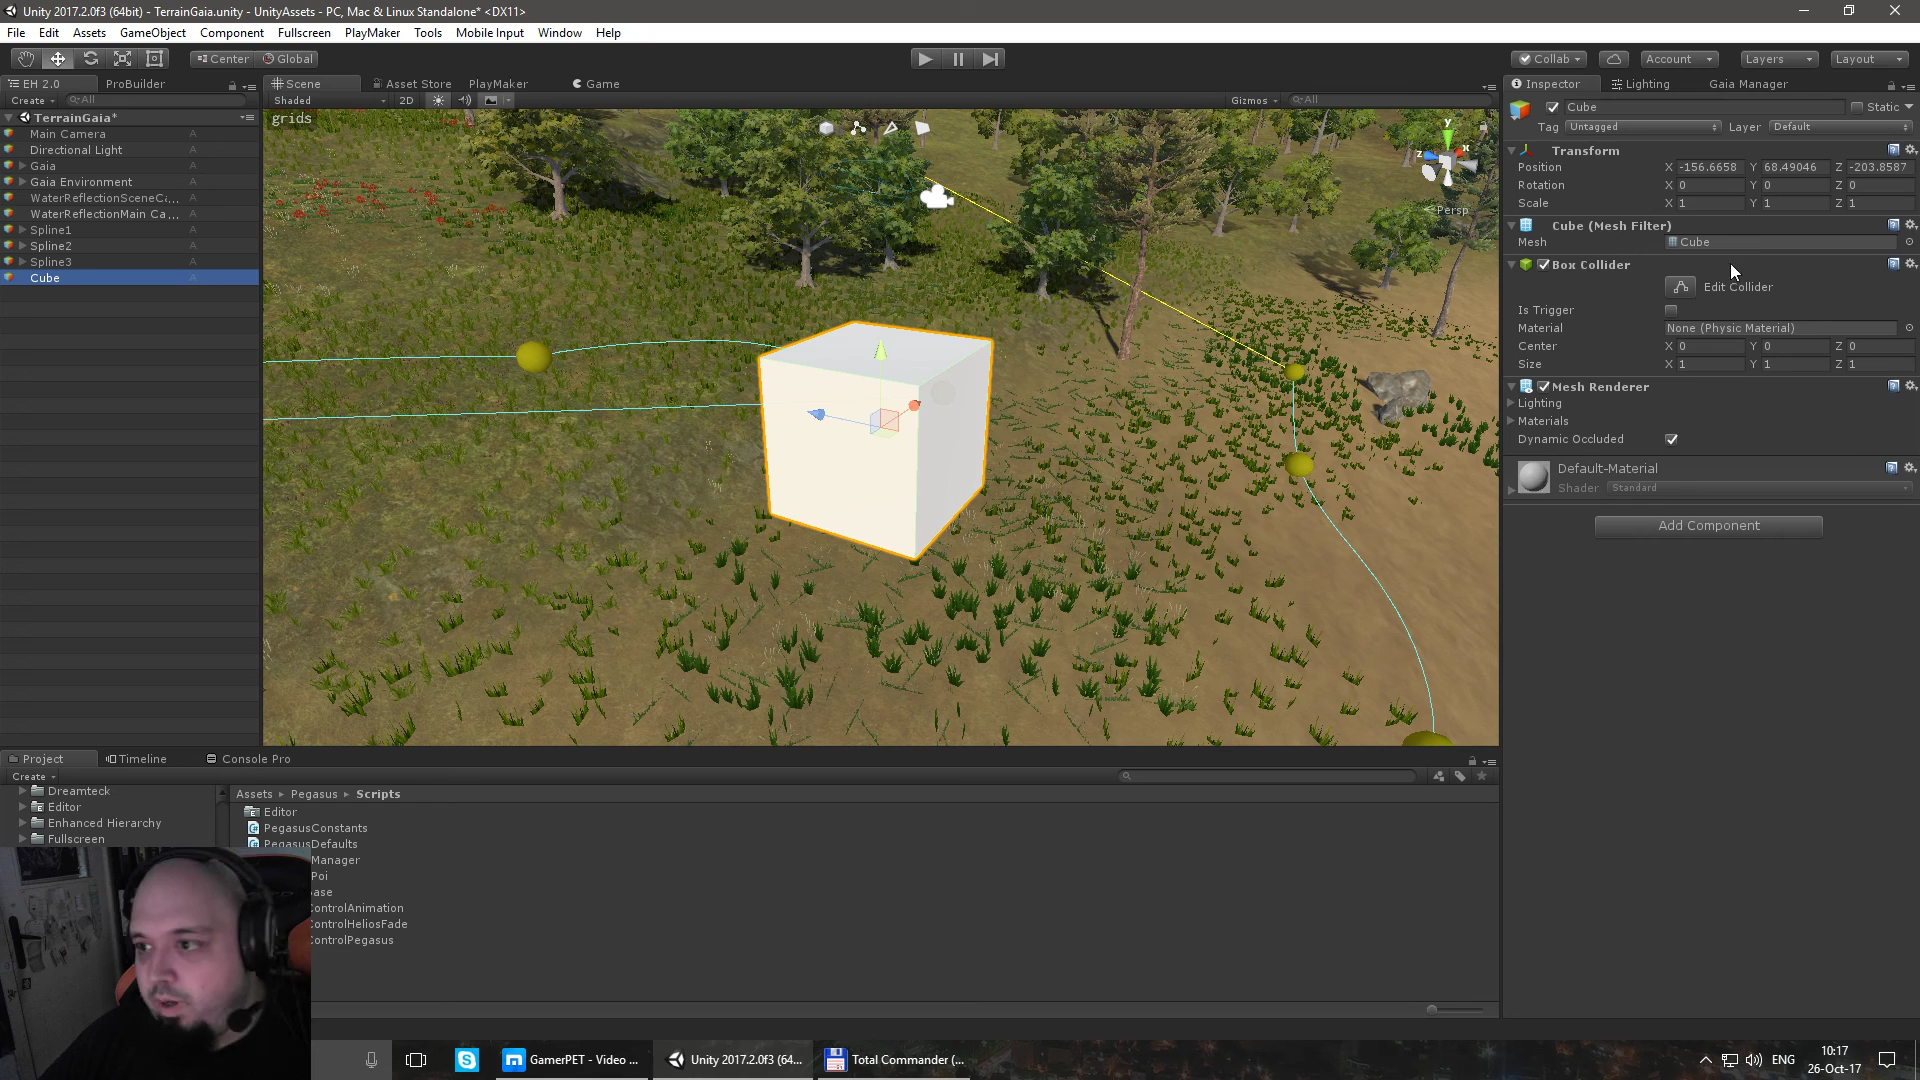 Unity 2017.2.0f3 (64bit) - TerrainGaia.unity - UnityAssets - PC, Mac & Linux Standalone* <DX11>
File Edit Assets GameObject Component Fullscreen PlayMaker Tools Mobile Input Window Help
Center Global Collab Account Layers Layout
EH 2.0 ProBuilder Scene Asset Store PlayMaker Game Inspector Lighting Gaia Manager
Create All Shaded 2D Gizmos All
TerrainGaia*
Main Camera A
Directional Light A
Gaia A
Gaia Environment A
WaterReflectionSceneCa... A
WaterReflectionMain Ca... A
Spline1 A
Spline2 A
Spline3 A
Cube A
grids
y
x
z
Persp
Cube Static
Tag Untagged Layer Default
Transform
Position X -156.6658 Y 68.49046 Z -203.8587
Rotation X 0 Y 0 Z 0
Scale X 1 Y 1 Z 1
Cube (Mesh Filter)
Mesh Cube
Box Collider
Edit Collider
Is Trigger
Material None (Physic Material)
Center X 0 Y 0 Z 0
Size X 1 Y 1 Z 1
Mesh Renderer
Lighting
Materials
Dynamic Occluded
Default-Material
Shader Standard
Add Component
Project Timeline Console Pro
Create
Dreamteck
Editor
Enhanced Hierarchy
Fullscreen
Assets Pegasus Scripts
Editor
PegasusConstants
PegasusDefaults
Manager
Poi
ase
ControlAnimation
ControlHeliosFade
ControlPegasus
GamerPET - Video ... Unity 2017.2.0f3 (64... Total Commander (...
ENG 10:17
26-Oct-17